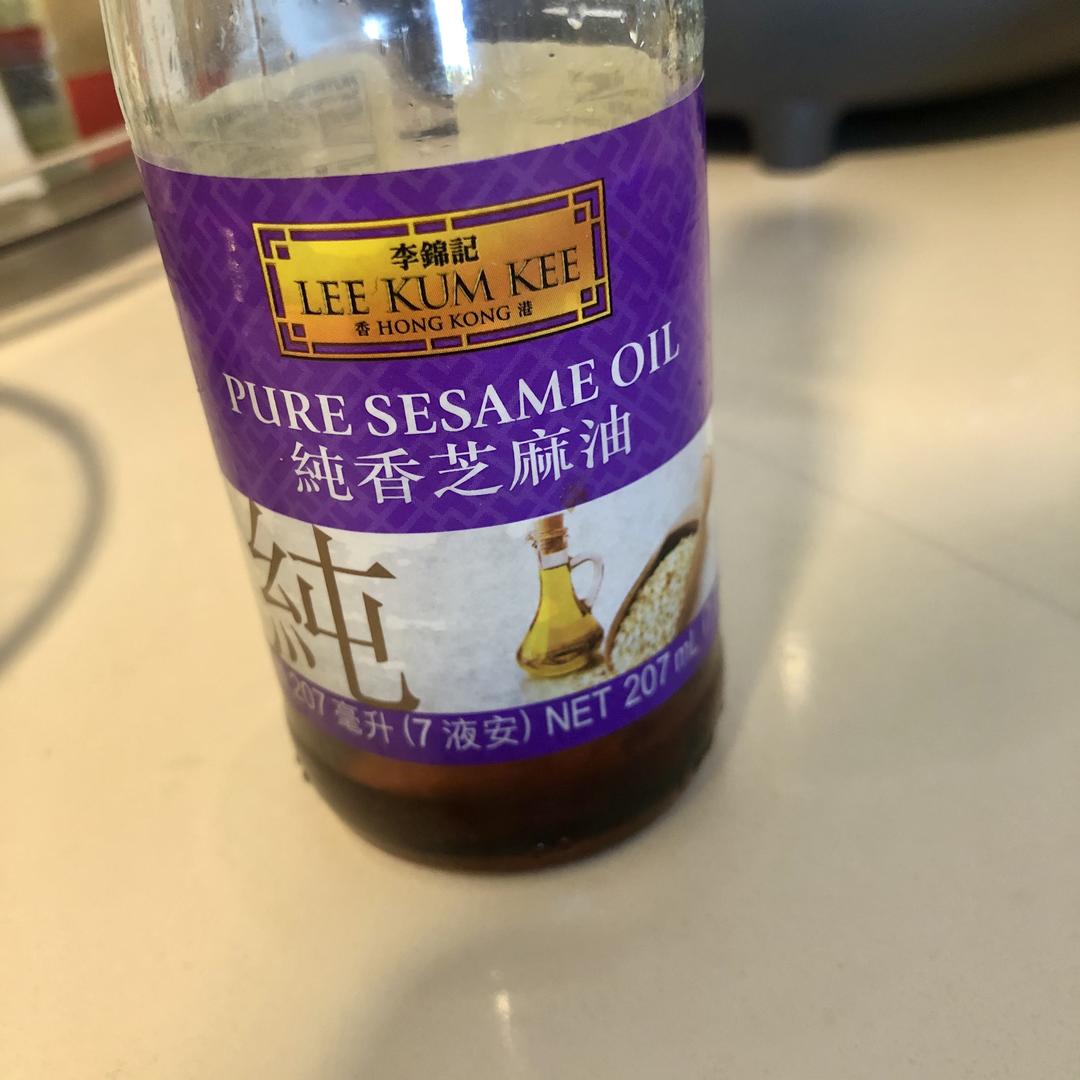 李錦記
LEE KUM KEE
香 HONG KONG 港
PURE SESAME OIL
純香芝麻油
純
207 毫升 (7 液安) NET 207 mL